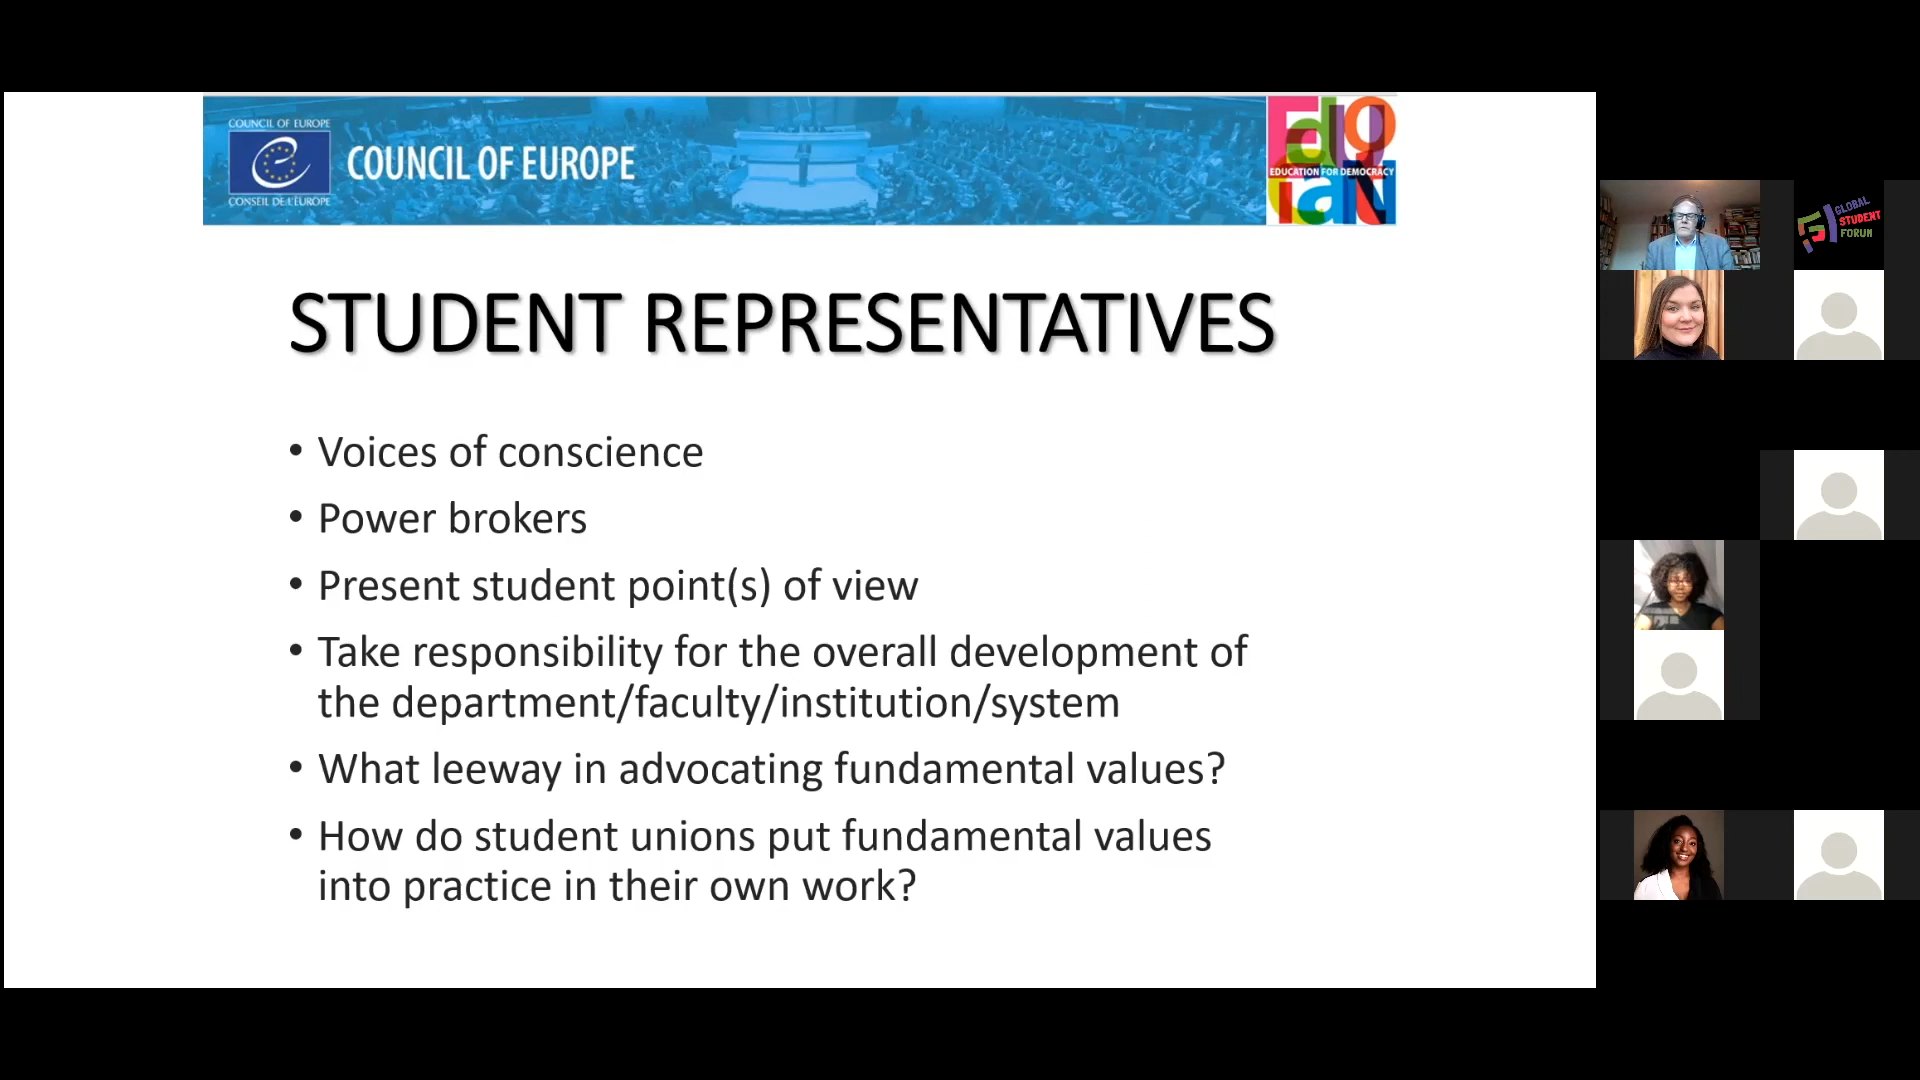 COUNCIL OF EUROPE
COUNCIL OF EUROPE
CONSEIL DE L'EUROPE
EDUCATION FOR DEMOCRACY
GLOBAL
STUDENT
FORUM
STUDENT REPRESENTATIVES
• Voices of conscience
• Power brokers
• Present student point(s) of view
• Take responsibility for the overall development of
the department/faculty/institution/system
• What leeway in advocating fundamental values?
• How do student unions put fundamental values
into practice in their own work?